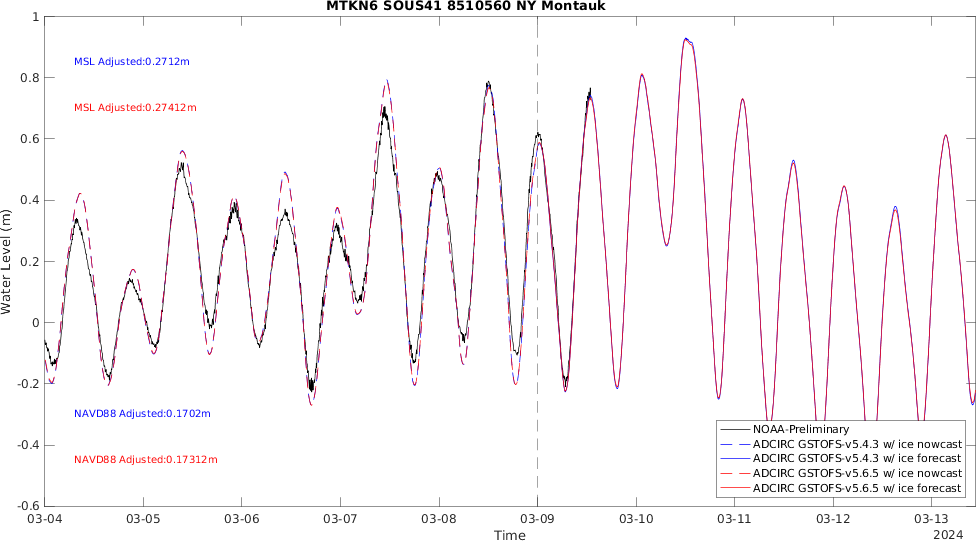 MTKN6 SOUS41 8510560 NY Montauk
1
0.8
0.6
0.4
0.2
0
-0.2
-0.4
-0.6
Water Level (m)
MSL Adjusted:0.2712m
MSL Adjusted:0.27412m
NAVD88 Adjusted:0.1702m
NAVD88 Adjusted:0.17312m
NOAA-Preliminary
ADCIRC GSTOFS-v5.4.3 w/ ice nowcast
ADCIRC GSTOFS-v5.4.3 w/ ice forecast
ADCIRC GSTOFS-v5.6.5 w/ ice nowcast
ADCIRC GSTOFS-v5.6.5 w/ ice forecast
03-04 03-05 03-06 03-07 03-08 03-09 03-10 03-11 03-12 03-13
Time
2024